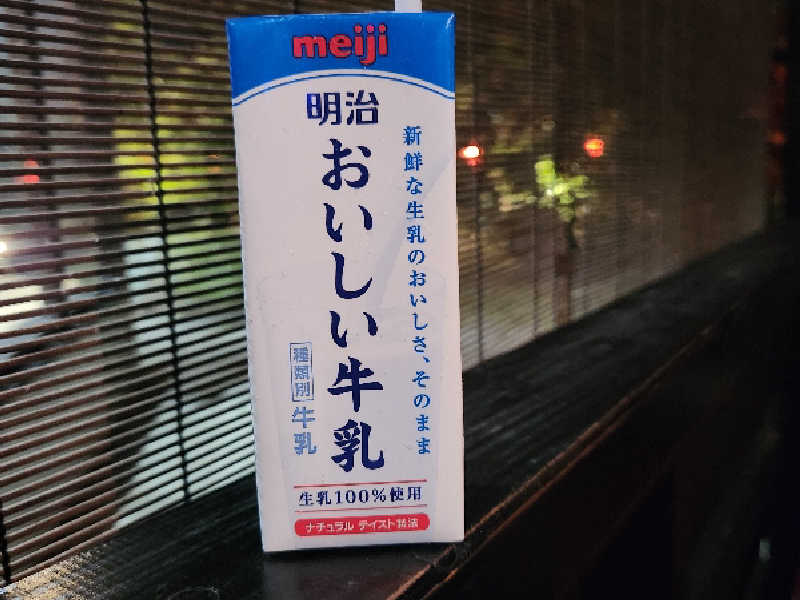 meiji
明治
おいしい牛乳
新鮮な生乳のおいしさ、そのまま
種類別
牛乳
生乳100%使用
ナチュラル テイスト製法